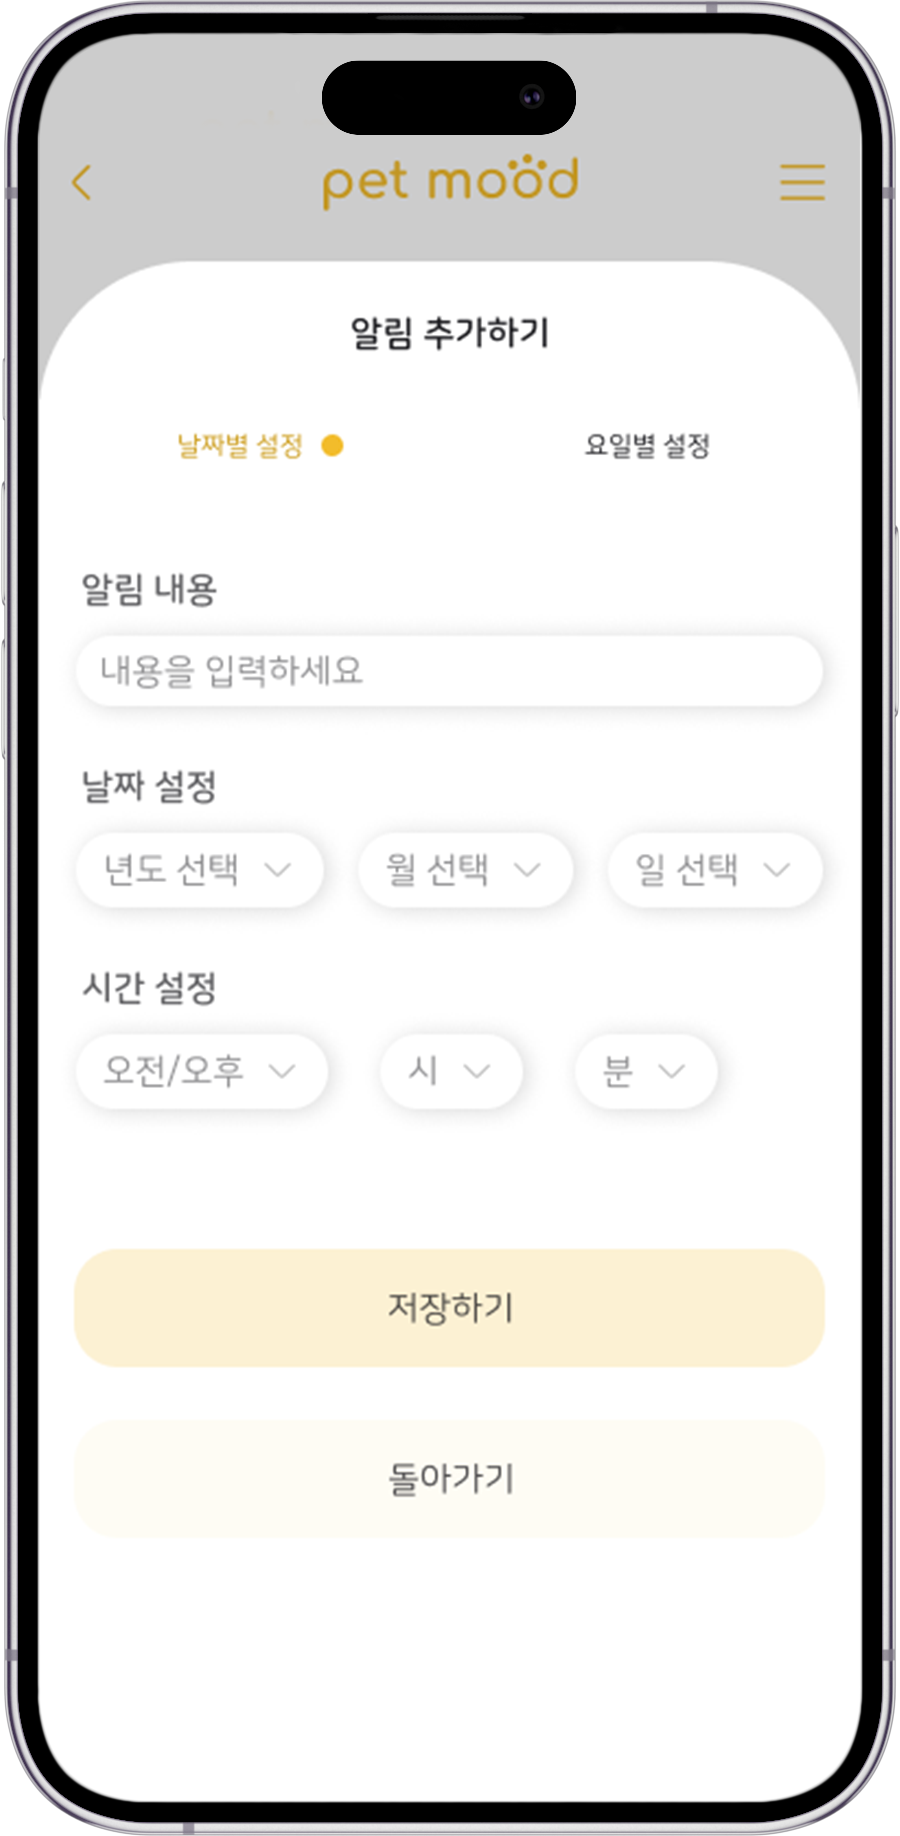 pet mood
알림 추가하기
날짜별 설정 요일별 설정
알림 내용
내용을 입력하세요
날짜 설정
년도 선택 월 선택 일 선택
시간 설정
오전/오후 시 분
저장하기
돌아가기